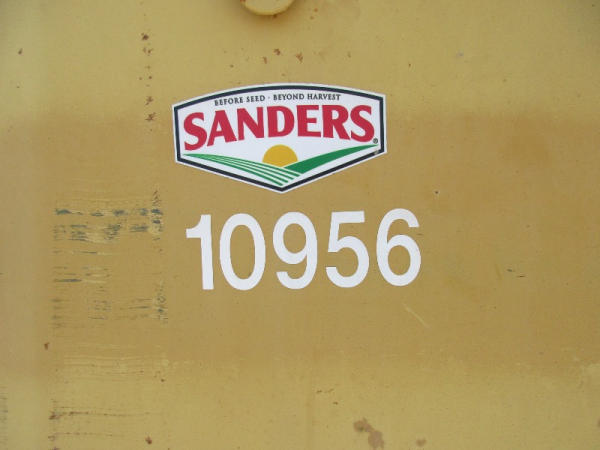 BEFORE SEED · BEYOND HARVEST
SANDERS®
10956